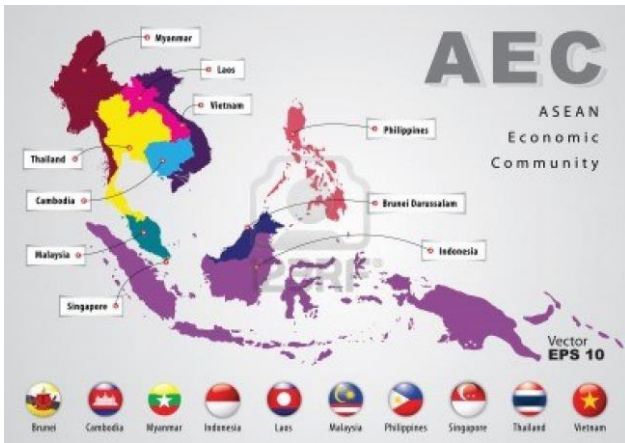 AEC
ASEAN
Economic
Community
Myanmar
Laos
Vietnam
Philippines
Thailand
Cambodia
Brunei Darussalam
Malaysia
Indonesia
Singapore
123RF
Vector
EPS 10
Brunei
Cambodia
Myanmar
Indonesia
Laos
Malaysia
Philippines
Singapore
Thailand
Vietnam